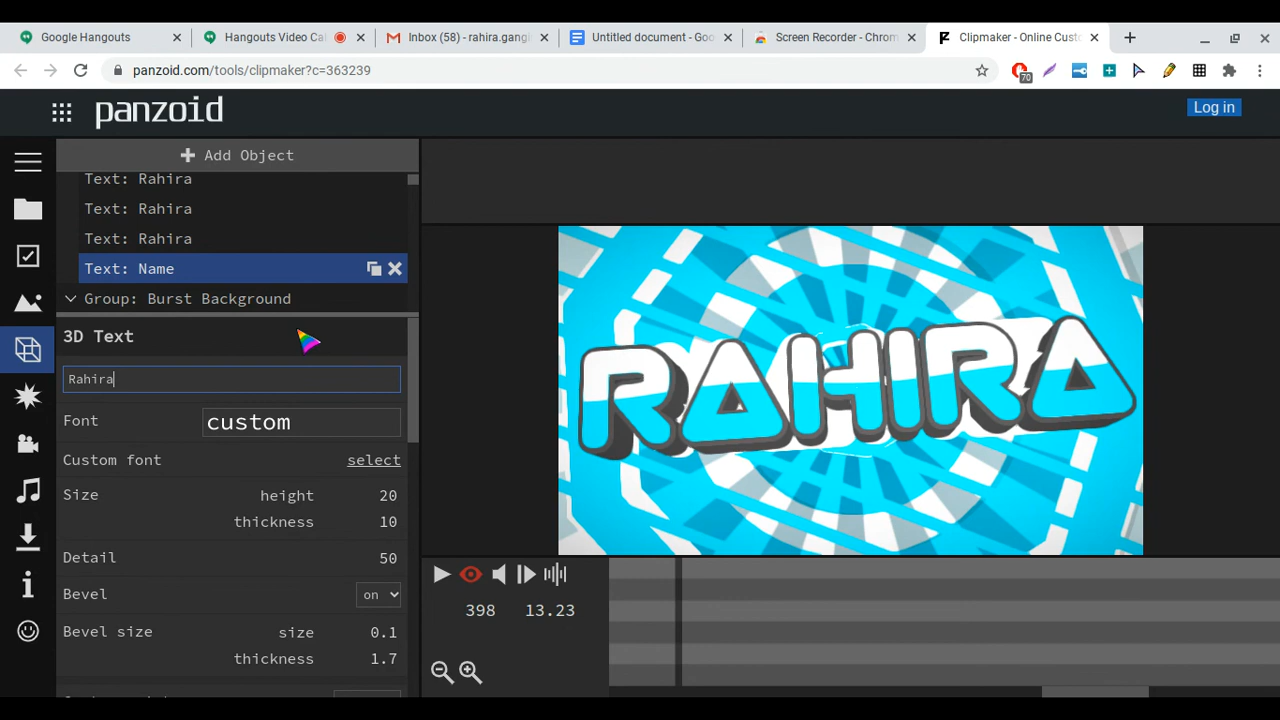 Google Hangouts
Hangouts Video Ca
Inbox (58) - rahira.gangi
Untitled document - Goo
Screen Recorder - Chrom
Clipmaker - Online Custo
panzoid.com/tools/clipmaker?c=363239
70
panzoid
Log in
Add Object
Text: Rahira
Text: Rahira
Text: Rahira
Text: Name
Group: Burst Background
3D Text
Rahira
Font custom
Custom font select
Size height 20
thickness 10
Detail 50
Bevel on
Bevel size size 0.1
thickness 1.7
RAHIRA
398 13.23